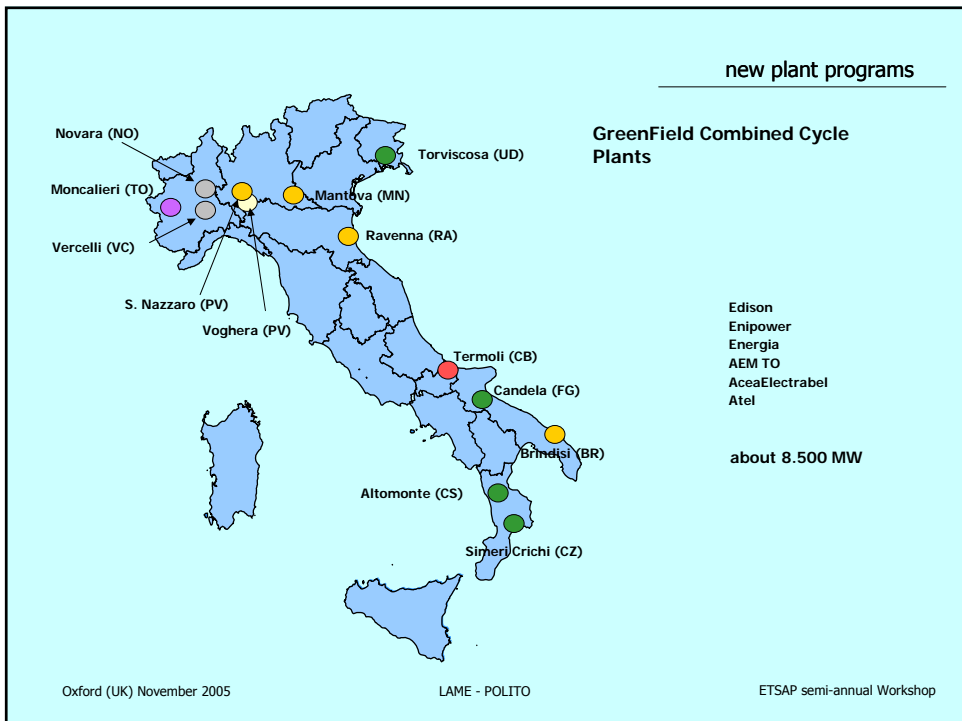 new plant programs
GreenField Combined Cycle
Plants
Novara (NO)
Torviscosa (UD)
Moncalieri (TO)
Mantova (MN)
Ravenna (RA)
Vercelli (VC)
S. Nazzaro (PV)
Voghera (PV)
Edison
Enipower
Energia
AEM TO
AceaElectrabel
Atel
Termoli (CB)
Candela (FG)
Brindisi (BR)
about 8.500 MW
Altomonte (CS)
Simeri Crichi (CZ)
Oxford (UK) November 2005
LAME - POLITO
ETSAP semi-annual Workshop